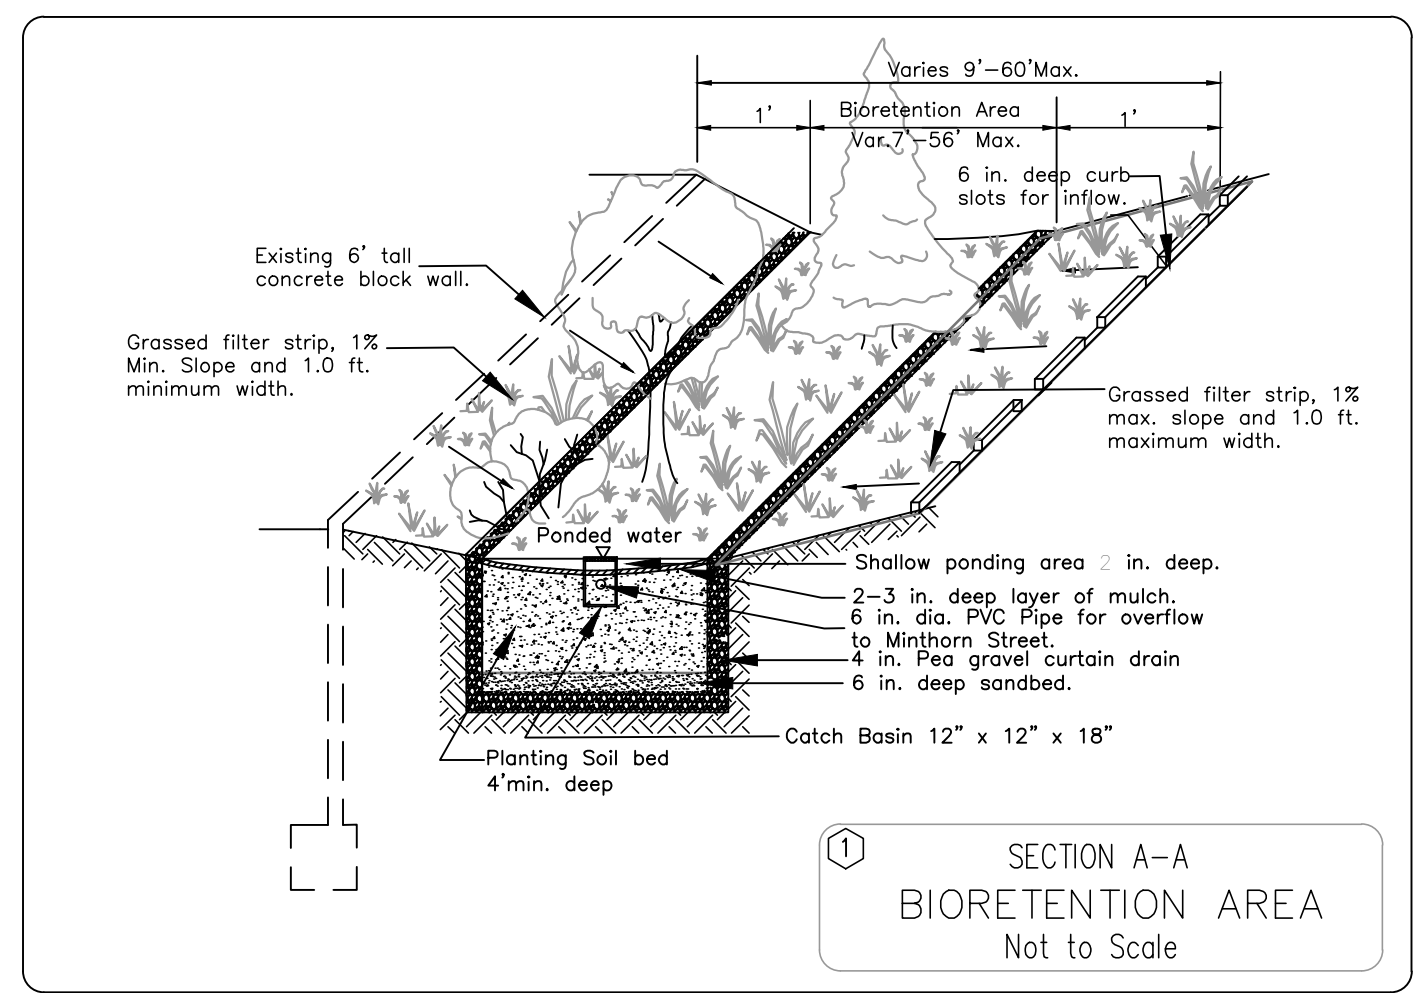 Varies 9'-60'Max.
1'
Bioretention Area
Var.7'-56' Max.
1'
6 in. deep curb
slots for inflow.
Existing 6' tall
concrete block wall.
Grassed filter strip, 1%
Min. Slope and 1.0 ft.
minimum width.
Grassed filter strip, 1%
max. slope and 1.0 ft.
maximum width.
Ponded water
Shallow ponding area 2 in. deep.
2-3 in. deep layer of mulch.
6 in. dia. PVC Pipe for overflow
to Minthorn Street.
4 in. Pea gravel curtain drain
6 in. deep sandbed.
Catch Basin 12" x 12" x 18"
Planting Soil bed
4'min. deep
1
SECTION A-A
BIORETENTION AREA
Not to Scale